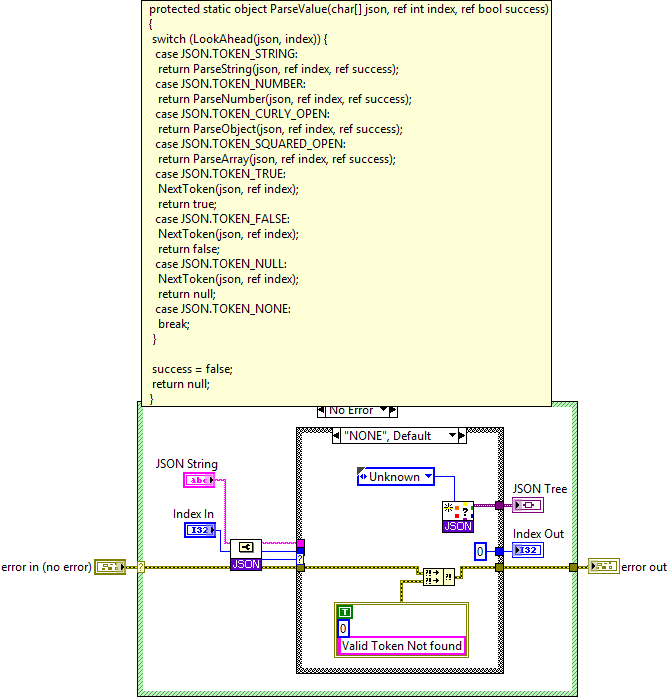 protected static object ParseValue(char[] json, ref int index, ref bool success)
{
switch (LookAhead(json, index)) {
case JSON.TOKEN_STRING:
return ParseString(json, ref index, ref success);
case JSON.TOKEN_NUMBER:
return ParseNumber(json, ref index, ref success);
case JSON.TOKEN_CURLY_OPEN:
return ParseObject(json, ref index, ref success);
case JSON.TOKEN_SQUARED_OPEN:
return ParseArray(json, ref index, ref success);
case JSON.TOKEN_TRUE:
NextToken(json, ref index);
return true;
case JSON.TOKEN_FALSE:
NextToken(json, ref index);
return false;
case JSON.TOKEN_NULL:
NextToken(json, ref index);
return null;
case JSON.TOKEN_NONE:
break;
}
success = false;
return null;
}
No Error
"NONE", Default
JSON String
abc
Unknown
JSON Tree
?
JSON
Index In
I32
Index Out
I32
0
?
JSON
error in (no error)
?
?! ?!
?!
error out
T
0
Valid Token Not found